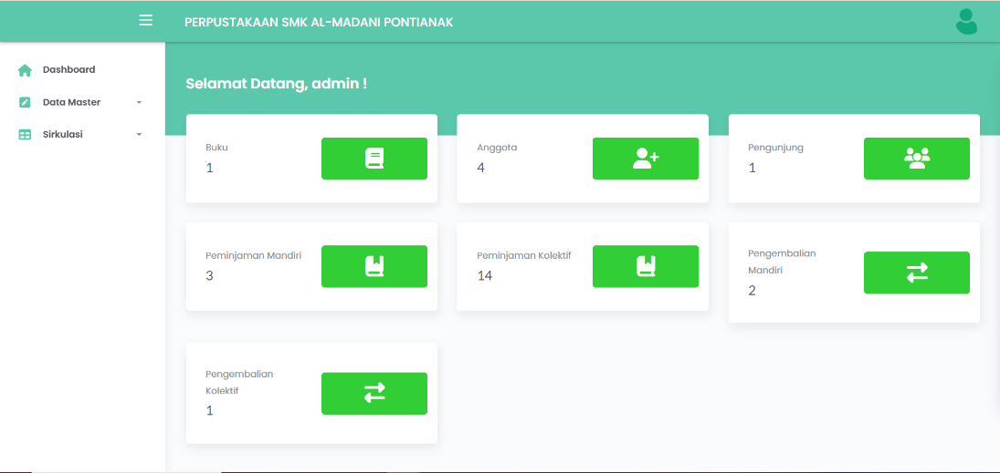 PERPUSTAKAAN SMK AL-MADANI PONTIANAK
Dashboard
Data Master
Sirkulasi
Selamat Datang, admin !
Buku
1
Anggota
4
Pengunjung
1
Peminjaman Mandiri
3
Peminjaman Kolektif
14
Pengembalian
Mandiri
2
Pengembalian
Kolektif
1